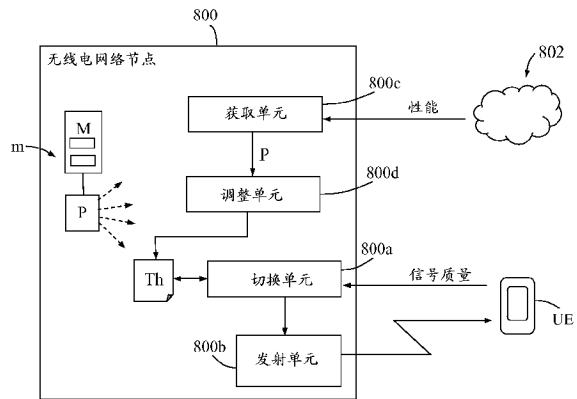 800
无线电网络节点
802
800c
获取单元
性能
M
m
P
800d
P
调整单元
800a
Th
切换单元
信号质量
800b
发射单元
UE